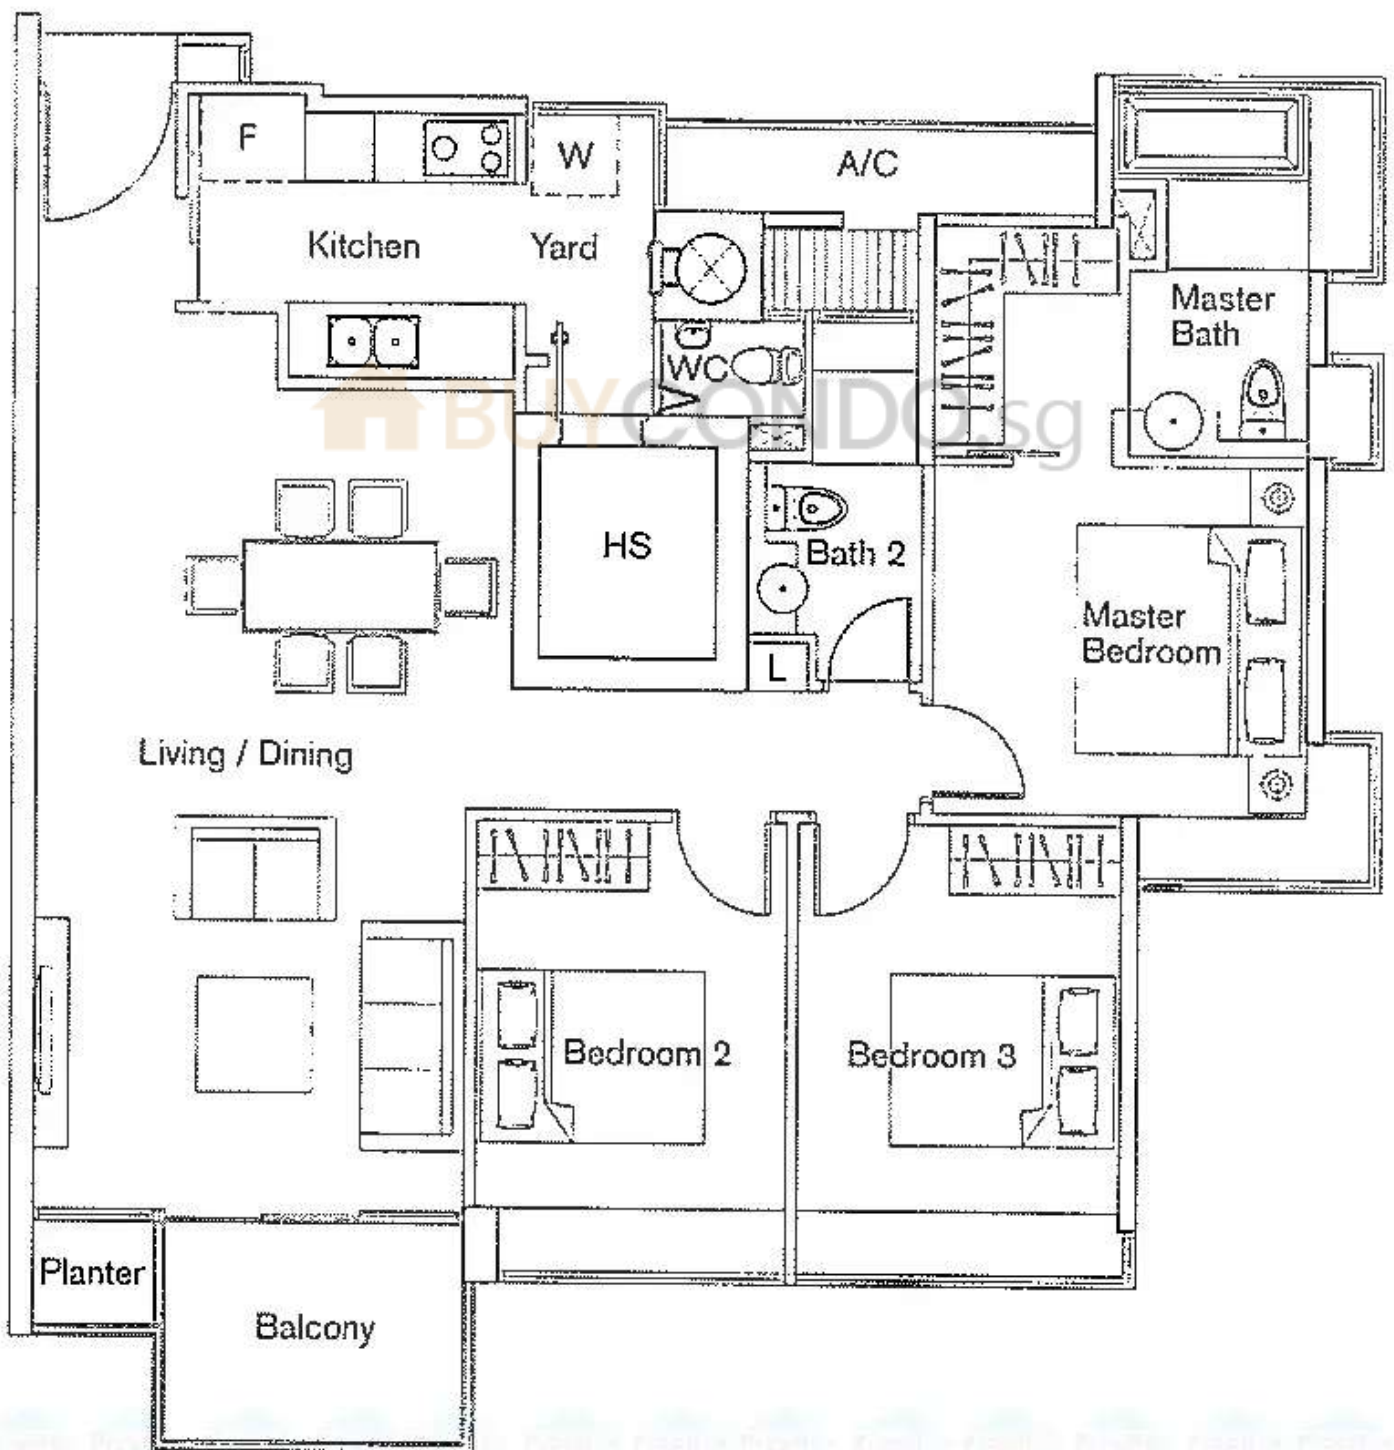 F
W
A/C
Kitchen
Yard
Master
Bath
WC
BUYCONDO.sg
HS
Bath 2
Master
Bedroom
L
Living / Dining
Bedroom 2
Bedroom 3
Planter
Balcony